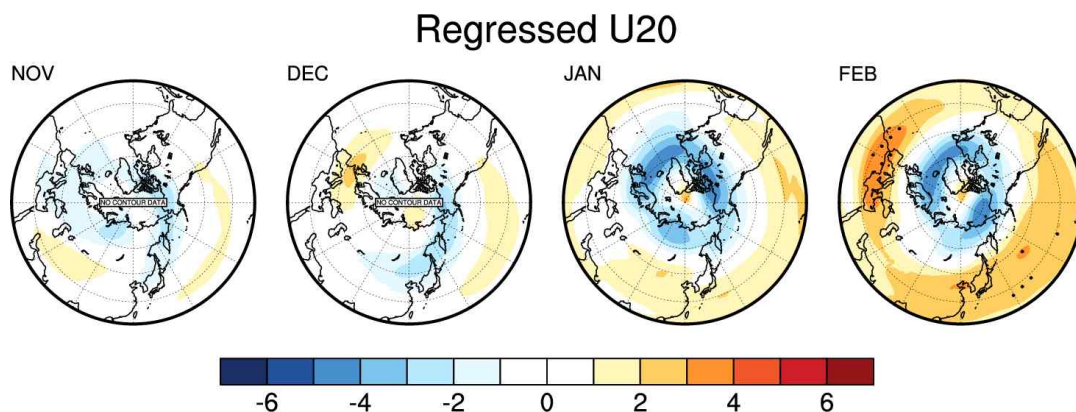 Regressed U20
NOV DEC JAN FEB
NO CONTOUR DATA NO CONTOUR DATA
-6 -4 -2 0 2 4 6